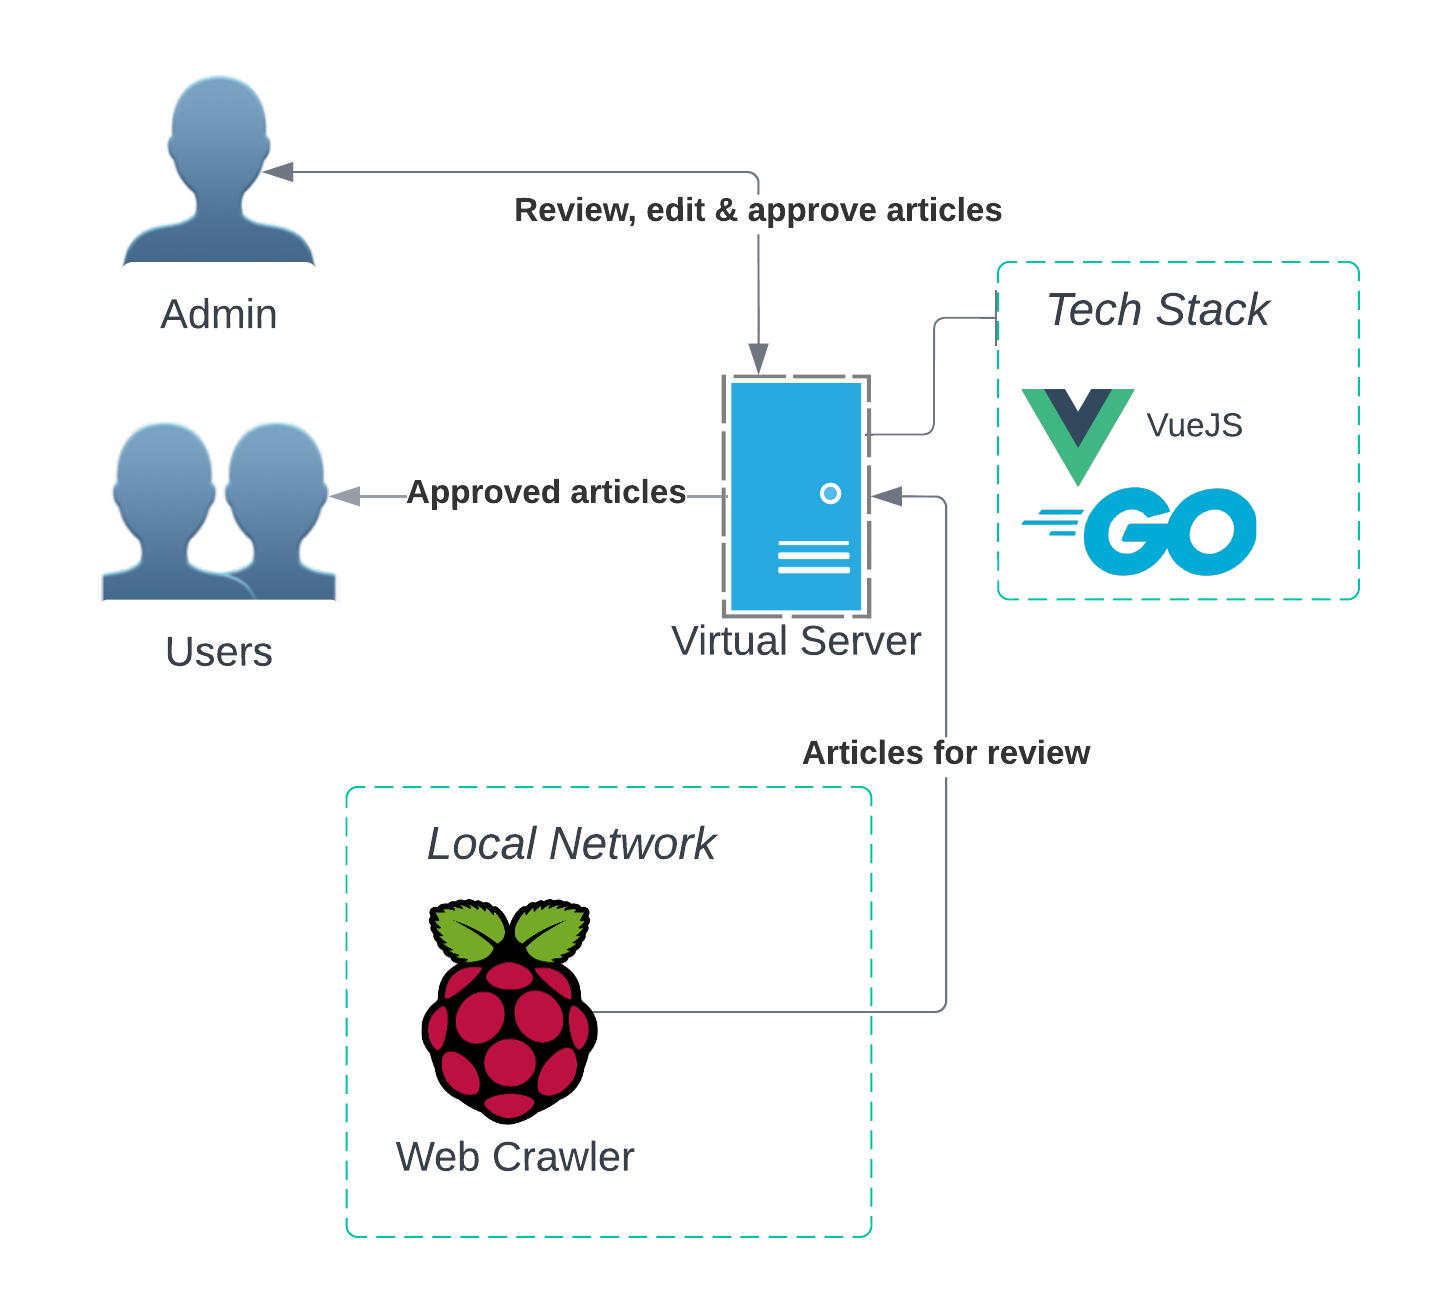 Review, edit & approve articles
Admin
Tech Stack
VueJS
GO
Approved articles
Users
Virtual Server
Articles for review
Local Network
Web Crawler